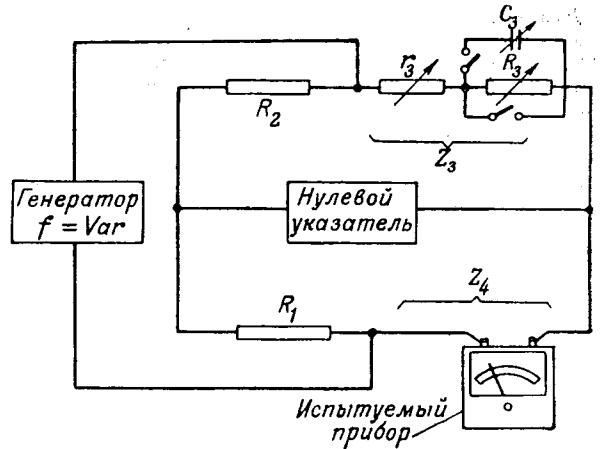 C₃
r₃
R₃
R₂
Z₃
Генератор
f = Var
Нулевой
указатель
Z₄
R₁
Испытуемый
прибор